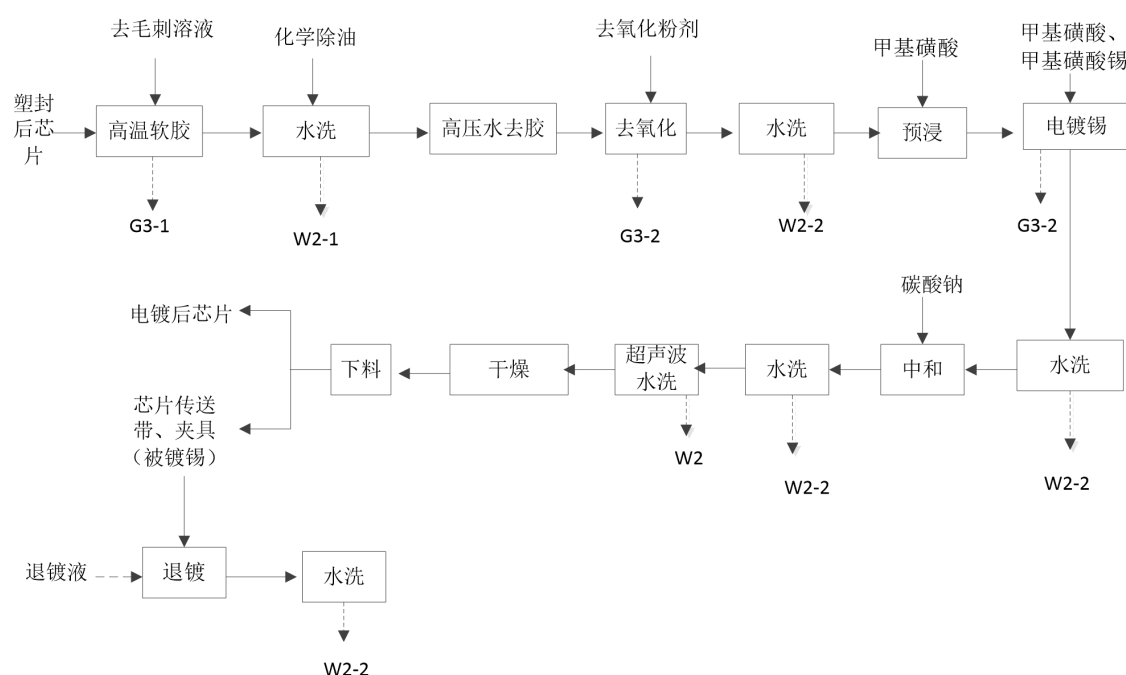 去毛刺溶液
化学除油
去氧化粉剂
甲基磺酸
甲基磺酸、
甲基磺酸锡
塑封
后芯
片
高温软胶
水洗
高压水去胶
去氧化
水洗
预浸
电镀锡
G3-1
W2-1
G3-2
W2-2
G3-2
碳酸钠
电镀后芯片
下料
干燥
超声波
水洗
水洗
中和
水洗
芯片传送
带、夹具
（被镀锡）
W2
W2-2
W2-2
退镀液
退镀
水洗
W2-2